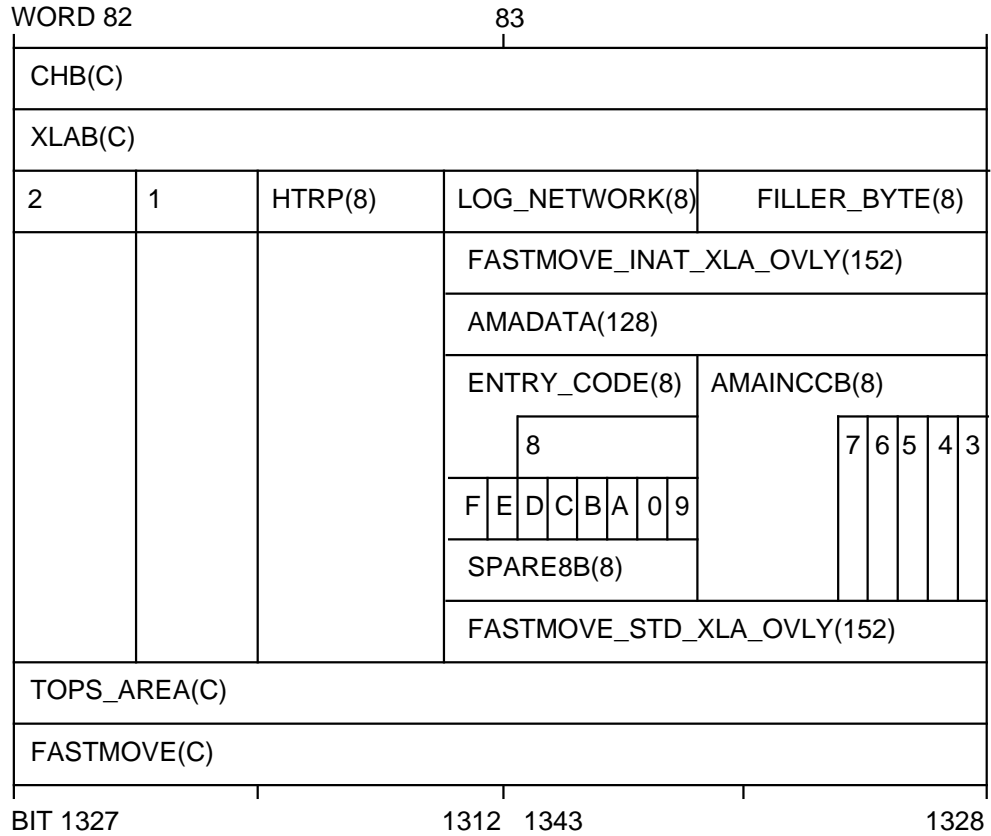 WORD 82 83
CHB(C)
XLAB(C)
2 1 HTRP(8) LOG_NETWORK(8) FILLER_BYTE(8)
FASTMOVE_INAT_XLA_OVLY(152)
AMADATA(128)
ENTRY_CODE(8) AMAINCCB(8)
8 7 6 5 4 3
F E D C B A 0 9
SPARE8B(8)
FASTMOVE_STD_XLA_OVLY(152)
TOPS_AREA(C)
FASTMOVE(C)
BIT 1327 1312 1343 1328